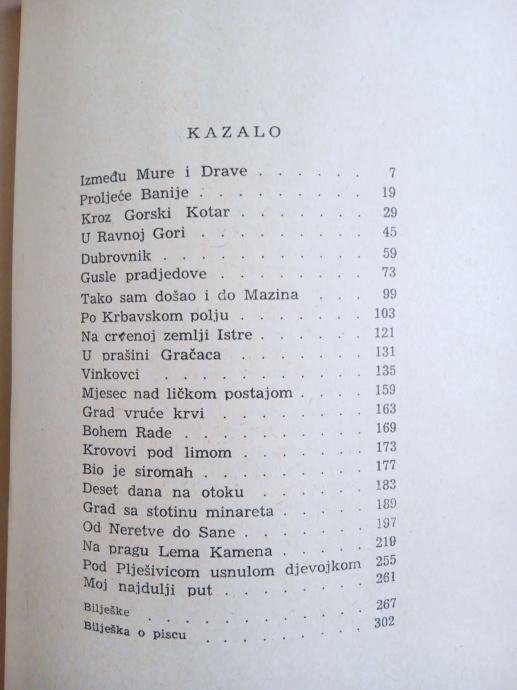 KAZALO
Između Mure i Drave . . . . . . 7
Proljeće Banije . . . . . . . . . 19
Kroz Gorski Kotar . . . . . . . 29
U Ravnoj Gori . . . . . . . . . 45
Dubrovnik . . . . . . . . . . . 59
Gusle pradjedove . . . . . . . . 73
Tako sam došao i do Mazina . . . 99
Po Krbavskom polju . . . . . . . 103
Na crvenoj zemlji Istre . . . . . . 121
U prašini Gračaca . . . . . . . 131
Vinkovci . . . . . . . . . . . 135
Mjesec nad ličkom postajom . . . . 159
Grad vruće krvi . . . . . . . . 163
Bohem Rade . . . . . . . . . . 169
Krovovi pod limom . . . . . . . 173
Bio je siromah . . . . . . . . . 177
Deset dana na otoku . . . . . . 183
Grad sa stotinu minareta . . . . . 189
Od Neretve do Sane . . . . . . . 197
Na pragu Lema Kamena . . . . . 219
Pod Plješivicom usnulom djevojkom 255
Moj najdulji put . . . . . . . . 261
Bilješke . . . . . . . . . . . 267
Bilješka o piscu . . . . . . . . 302